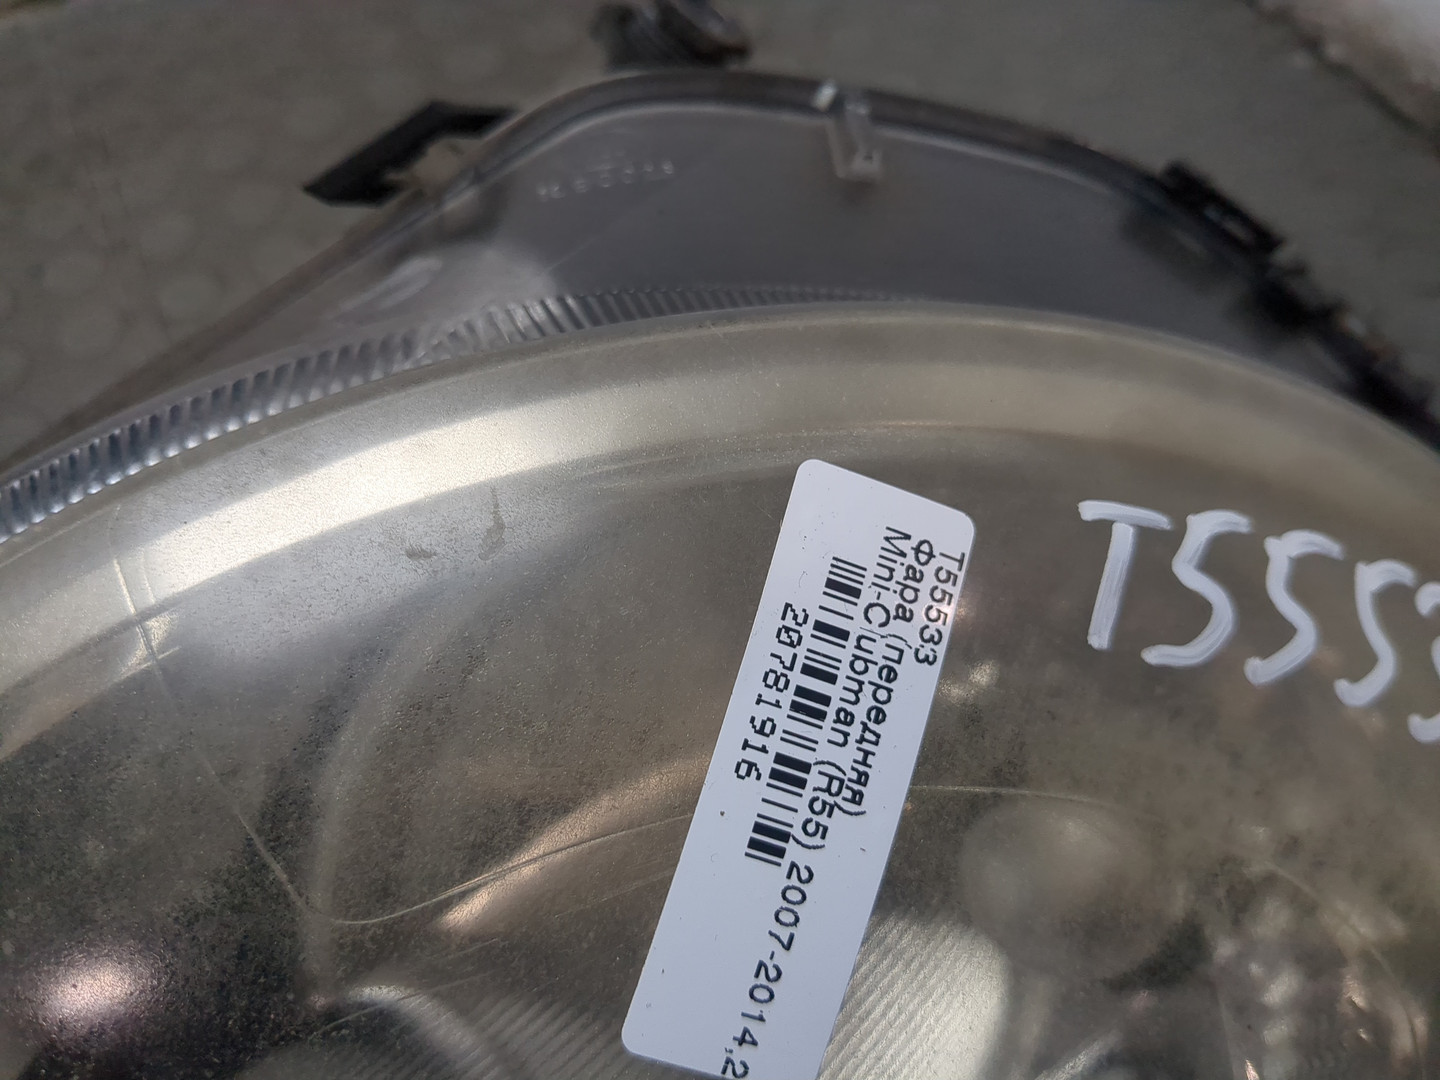 T55533
Фара (передняя)
Mini-Clubman (R55) 2007-2014,2
20781916
T555